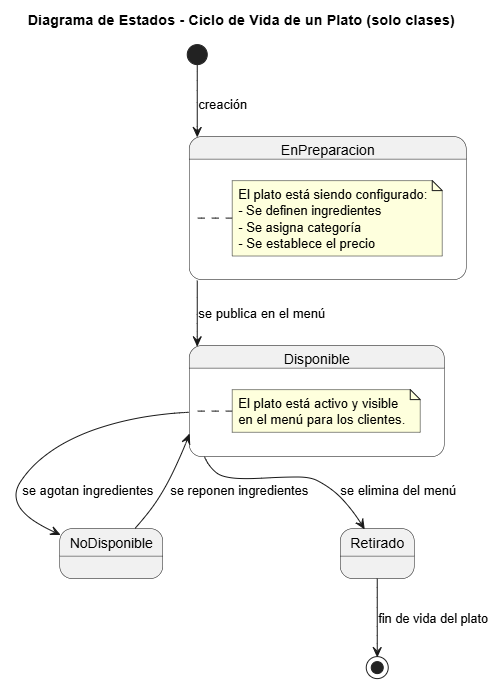 Diagrama de Estados - Ciclo de Vida de un Plato (solo clases)
creación
EnPreparacion
El plato está siendo configurado:
- Se definen ingredientes
- Se asigna categoría
- Se establece el precio
se publica en el menú
Disponible
El plato está activo y visible
en el menú para los clientes.
se agotan ingredientes
se reponen ingredientes
se elimina del menú
NoDisponible
Retirado
fin de vida del plato